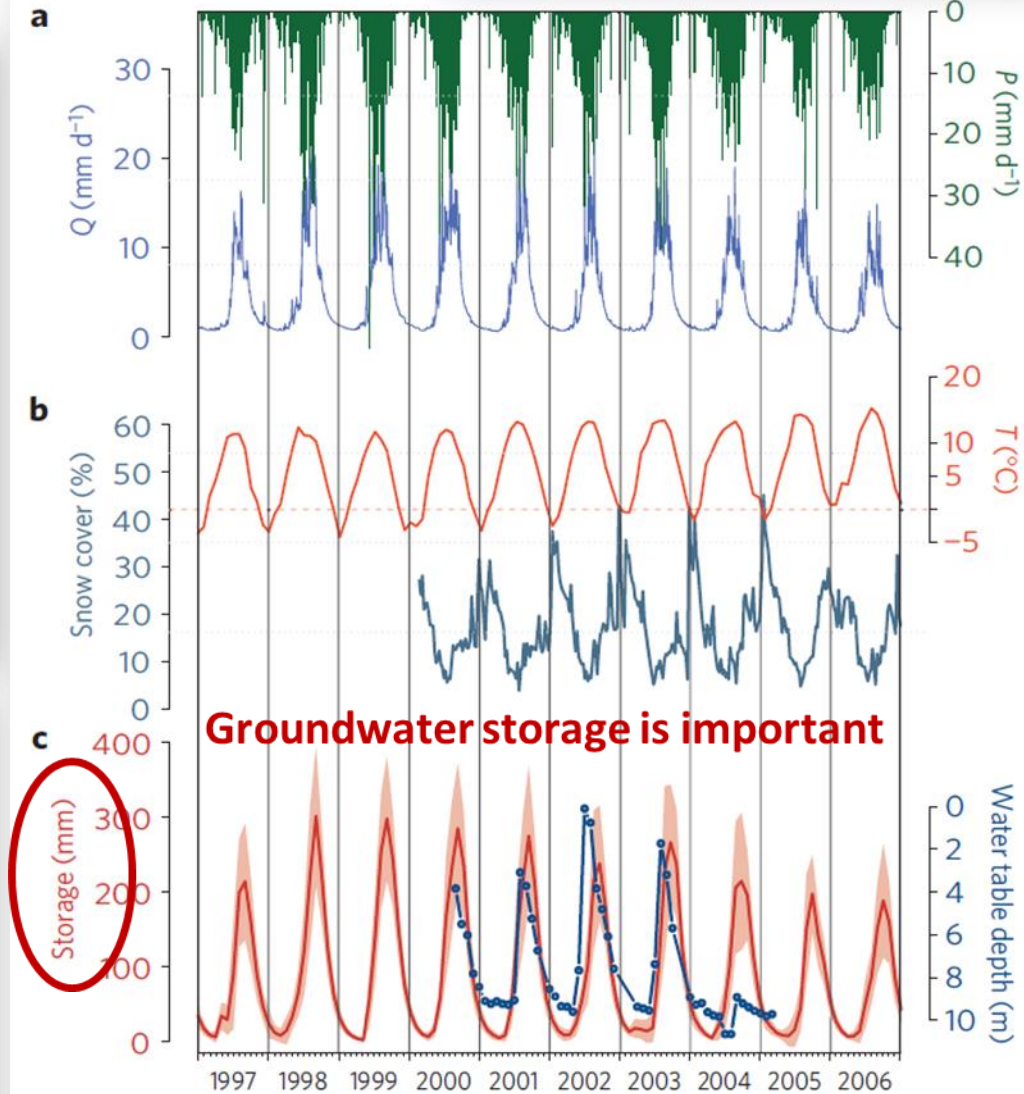 a
Q (mm d⁻¹)
30
20
10
0
0
10
20
30
40
P (mm d⁻¹)
b
Snow cover (%)
60
50
40
30
20
10
0
20
10
5
−5
T (°C)
Groundwater storage is important
c
Storage (mm)
400
300
200
100
0
0
2
4
6
8
10
Water table depth (m)
1997 1998 1999 2000 2001 2002 2003 2004 2005 2006